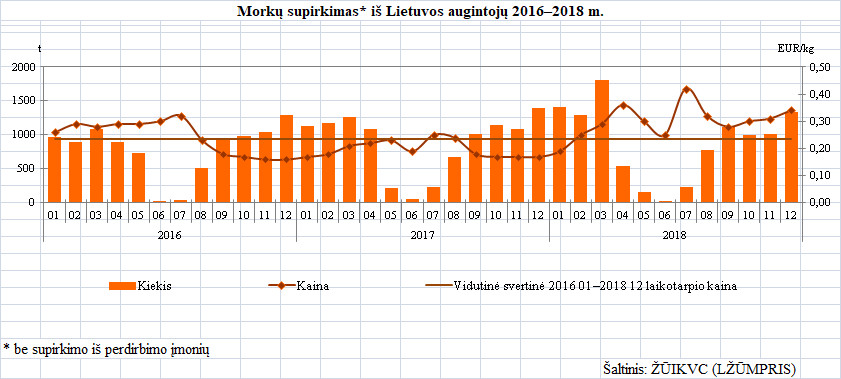 Morkų supirkimas* iš Lietuvos augintojų 2016–2018 m.
t EUR/kg
2000 0,50
1500 0,40
0,30
1000
0,20
500
0,10
0 0,00
01 02 03 04 05 06 07 08 09 10 11 12 01 02 03 04 05 06 07 08 09 10 11 12 01 02 03 04 05 06 07 08 09 10 11 12
2016 2017 2018
Kiekis Kaina Vidutinė svertinė 2016 01–2018 12 laikotarpio kaina
* be supirkimo iš perdirbimo įmonių
Šaltinis: ŽŪIKVC (LŽŪMPRIS)